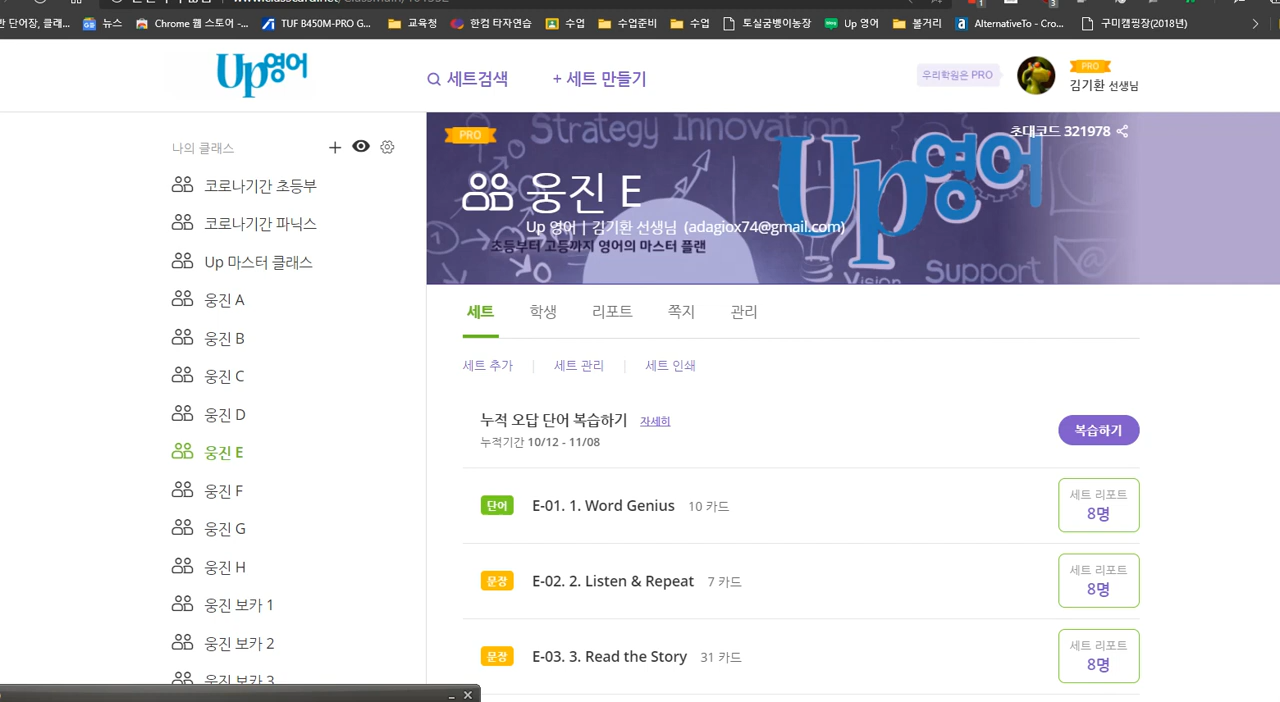 한 단어장, 클래...
뉴스
Chrome 웹 스토어 -...
TUF B450M-PRO G...
교육청
한컴 타자연습
수업
수업준비
수업
토실굼벵이농장
Up 영어
볼거리
AlternativeTo - Cro...
구미캠핑장(2018년)
Up영어
세트검색
+ 세트 만들기
우리학원은 PRO
PRO
김기환 선생님
나의 클래스
코로나기간 초등부
코로나기간 파닉스
Up 마스터 클래스
웅진 A
웅진 B
웅진 C
웅진 D
웅진 E
웅진 F
웅진 G
웅진 H
웅진 보카 1
웅진 보카 2
웅진 보카 3
PRO
Strategy Innovation
초대코드 321978
Up영어
웅진 E
Up 영어 | 김기환 선생님 (adagiox74@gmail.com)
초등부터 고등까지 영어의 마스터 플랜
Vision
Support
세트
학생
리포트
쪽지
관리
세트 추가
세트 관리
세트 인쇄
누적 오답 단어 복습하기 자세히
누적기간 10/12 - 11/08
복습하기
단어 E-01. 1. Word Genius 10 카드
세트 리포트
8명
문장 E-02. 2. Listen & Repeat 7 카드
세트 리포트
8명
문장 E-03. 3. Read the Story 31 카드
세트 리포트
8명